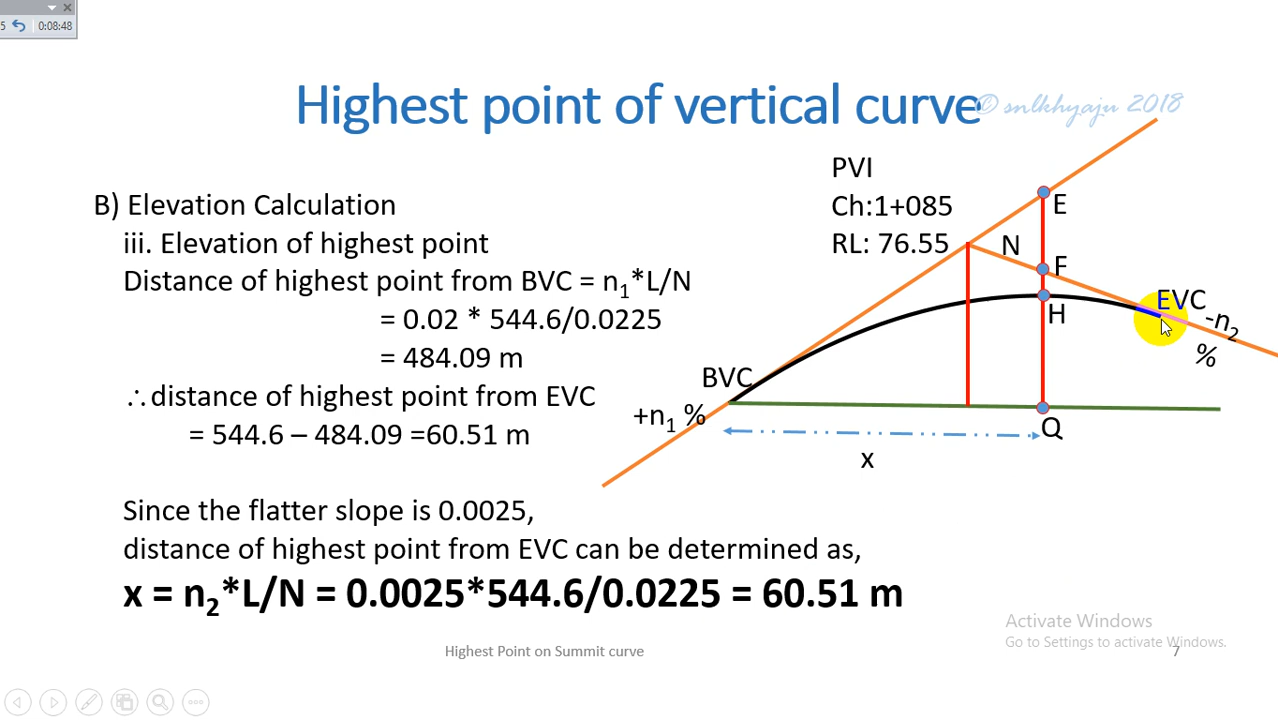 5 0:08:48
Highest point of vertical curve
© snlkhyaju 2018
B) Elevation Calculation
iii. Elevation of highest point
Distance of highest point from BVC = n₁*L/N
= 0.02 * 544.6/0.0225
= 484.09 m
∴distance of highest point from EVC
= 544.6 – 484.09 =60.51 m
Since the flatter slope is 0.0025,
distance of highest point from EVC can be determined as,
x = n₂*L/N = 0.0025*544.6/0.0225 = 60.51 m
PVI
Ch:1+085
RL: 76.55
E
N
F
H
EVC
-n₂
%
BVC
+n₁ %
Q
x
Activate Windows
Go to Settings to activate Windows.
Highest Point on Summit curve
7